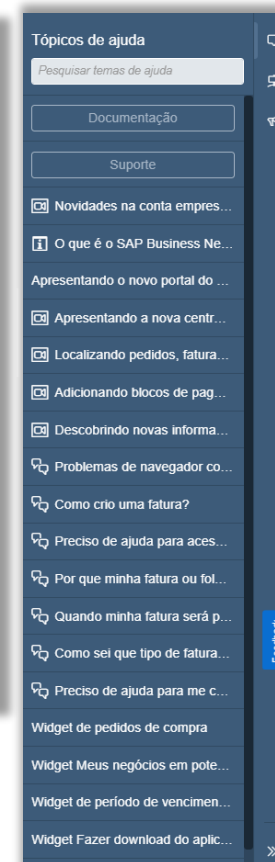 Tópicos de ajuda
Pesquisar temas de ajuda
Documentação
Suporte
Novidades na conta empres...
O que é o SAP Business Ne...
Apresentando o novo portal do ...
Apresentando a nova centr...
Localizando pedidos, fatura...
Adicionando blocos de pag...
Descobrindo novas informa...
Problemas de navegador co...
Como crio uma fatura?
Preciso de ajuda para aces...
Por que minha fatura ou fol...
Quando minha fatura será p...
Como sei que tipo de fatura...
Preciso de ajuda para me c...
Widget de pedidos de compra
Widget Meus negócios em pote...
Widget de período de vencimen...
Widget Fazer download do aplic...